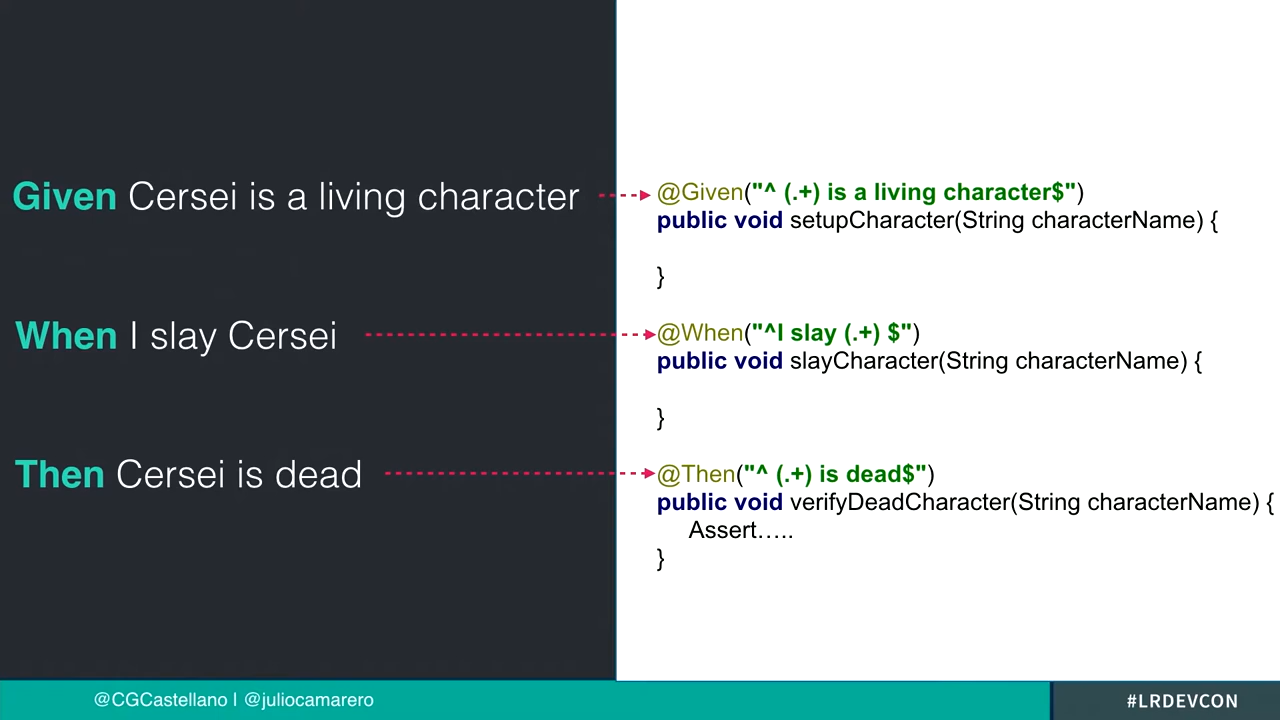 Given Cersei is a living character
When I slay Cersei
Then Cersei is dead
@Given("^ (.+) is a living character$")
public void setupCharacter(String characterName) {
}
@When("^I slay (.+) $")
public void slayCharacter(String characterName) {
}
@Then("^ (.+) is dead$")
public void verifyDeadCharacter(String characterName) {
Assert…..
}
@CGCastellano | @juliocamarero
#LRDEVCON